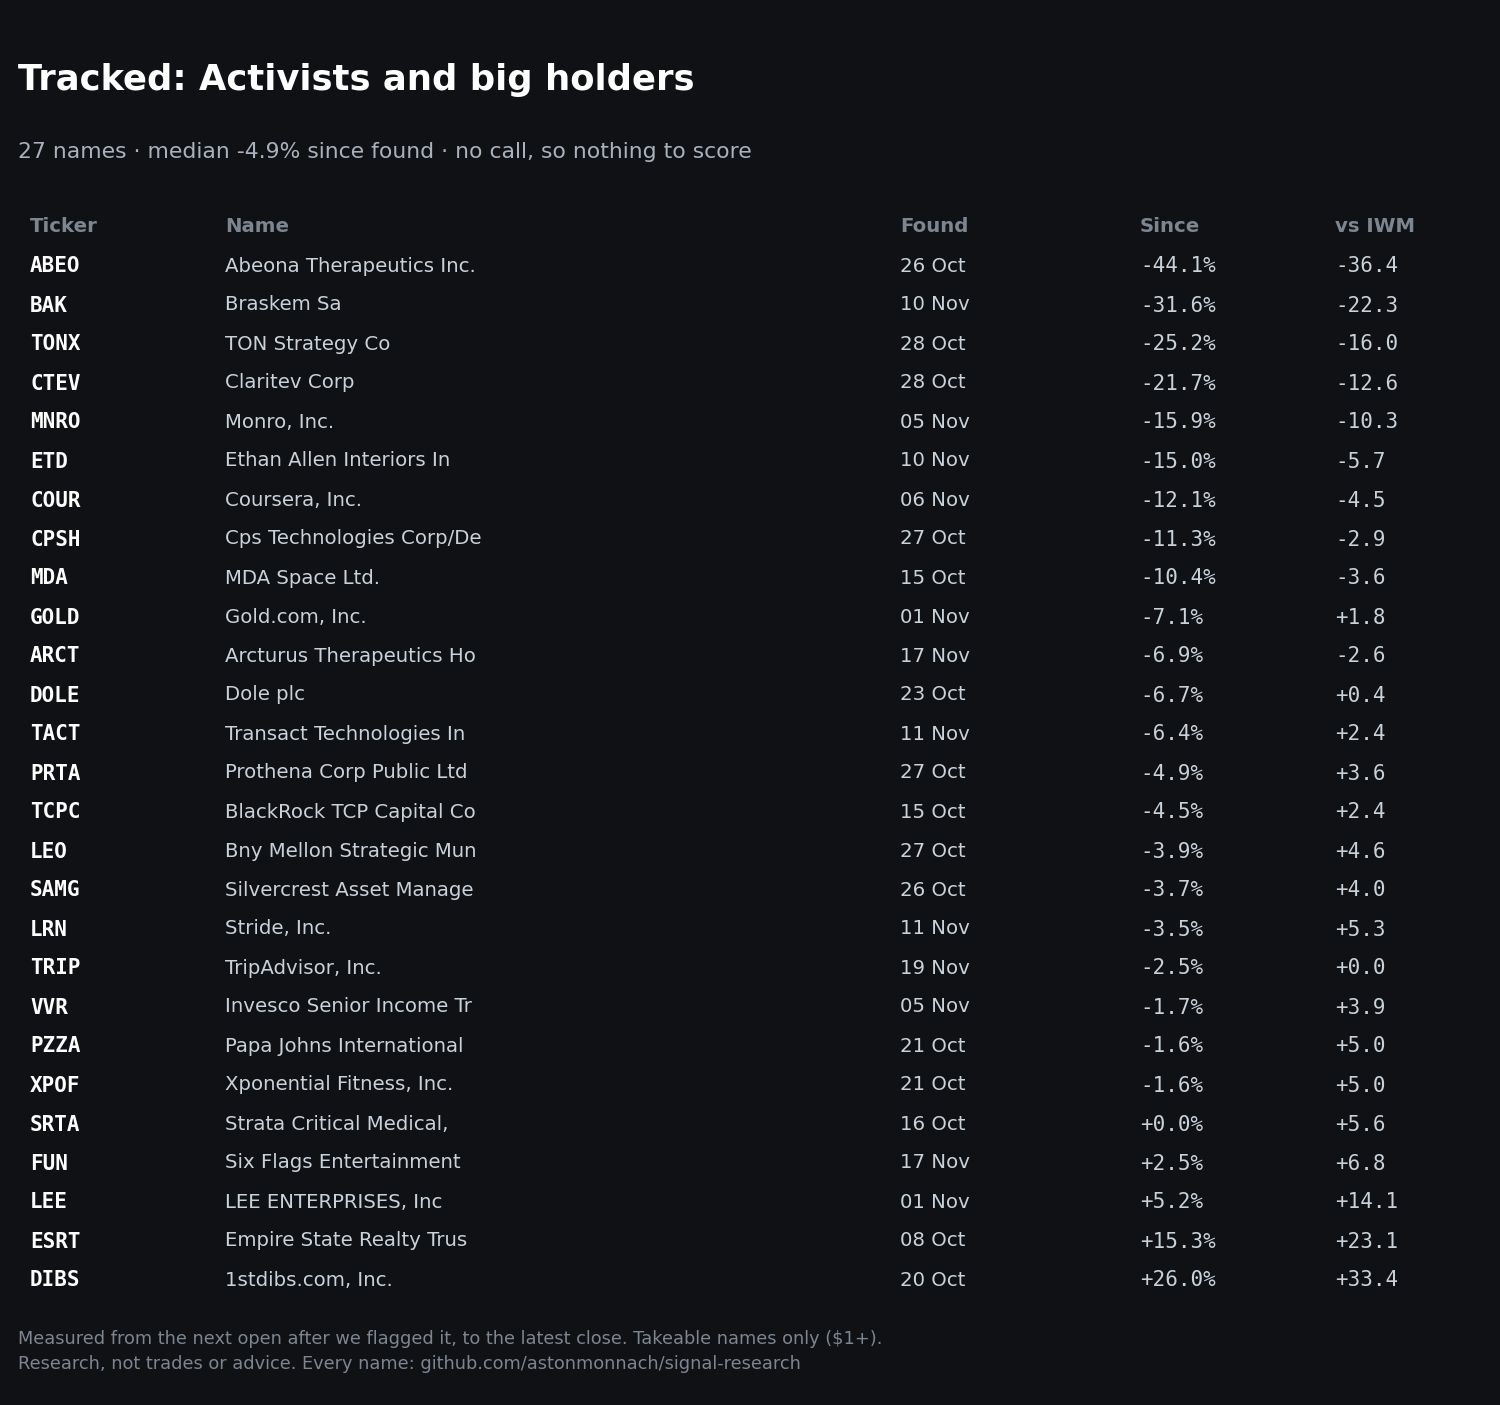 Tracked: Activists and big holders
27 names · median -4.9% since found · no call, so nothing to score
Ticker Name Found Since vs IWM
ABEO Abeona Therapeutics Inc. 26 Oct -44.1% -36.4
BAK Braskem Sa 10 Nov -31.6% -22.3
TONX TON Strategy Co 28 Oct -25.2% -16.0
CTEV Claritev Corp 28 Oct -21.7% -12.6
MNRO Monro, Inc. 05 Nov -15.9% -10.3
ETD Ethan Allen Interiors In 10 Nov -15.0% -5.7
COUR Coursera, Inc. 06 Nov -12.1% -4.5
CPSH Cps Technologies Corp/De 27 Oct -11.3% -2.9
MDA MDA Space Ltd. 15 Oct -10.4% -3.6
GOLD Gold.com, Inc. 01 Nov -7.1% +1.8
ARCT Arcturus Therapeutics Ho 17 Nov -6.9% -2.6
DOLE Dole plc 23 Oct -6.7% +0.4
TACT Transact Technologies In 11 Nov -6.4% +2.4
PRTA Prothena Corp Public Ltd 27 Oct -4.9% +3.6
TCPC BlackRock TCP Capital Co 15 Oct -4.5% +2.4
LEO Bny Mellon Strategic Mun 27 Oct -3.9% +4.6
SAMG Silvercrest Asset Manage 26 Oct -3.7% +4.0
LRN Stride, Inc. 11 Nov -3.5% +5.3
TRIP TripAdvisor, Inc. 19 Nov -2.5% +0.0
VVR Invesco Senior Income Tr 05 Nov -1.7% +3.9
PZZA Papa Johns International 21 Oct -1.6% +5.0
XPOF Xponential Fitness, Inc. 21 Oct -1.6% +5.0
SRTA Strata Critical Medical, 16 Oct +0.0% +5.6
FUN Six Flags Entertainment 17 Nov +2.5% +6.8
LEE LEE ENTERPRISES, Inc 01 Nov +5.2% +14.1
ESRT Empire State Realty Trus 08 Oct +15.3% +23.1
DIBS 1stdibs.com, Inc. 20 Oct +26.0% +33.4
Measured from the next open after we flagged it, to the latest close. Takeable names only ($1+).
Research, not trades or advice. Every name: github.com/astonmonnach/signal-research